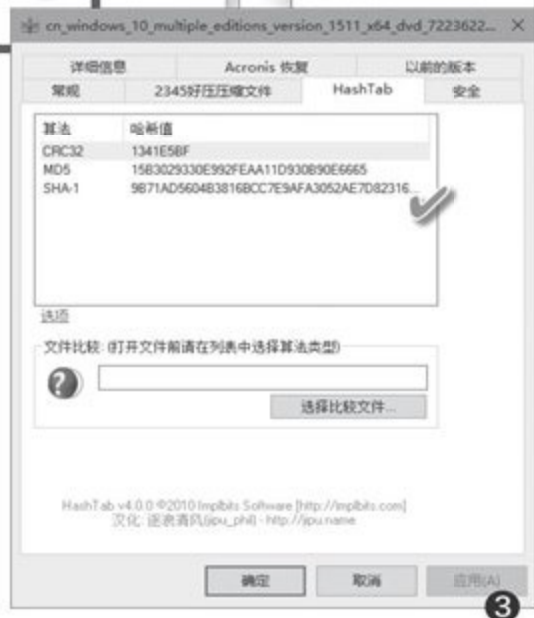 cn_windows_10_multiple_editions_version_1511_x64_dvd_7223622...
详细信息 Acronis 恢复 以前的版本
常规 2345好压压缩文件 HashTab 安全
算法 哈希值
CRC32 1341E5BF
MD5 15B3029330E992FEAA11D930B90E6665
SHA-1 9B71AD5604B3816BCC7E9AFA3052AE7D82316...
选项
文件比较: (打开文件前请在列表中选择算法类型)
选择比较文件...
HashTab v4.0.0 ©2010 Implbits Software [http://implbits.com]
汉化: 逐浪清风(jipu_phil) - http://jipu.name
确定 取消 应用(A)
3